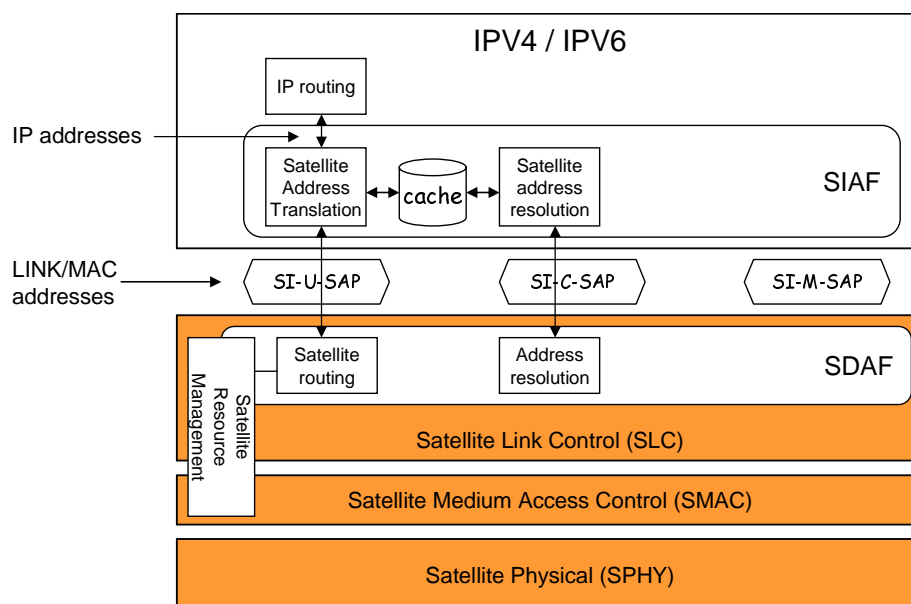 IPV4 / IPV6
IP routing
IP addresses
Satellite
Address
Translation
cache
Satellite
address
resolution
SIAF
LINK/MAC
addresses
SI-U-SAP
SI-C-SAP
SI-M-SAP
Satellite
Resource
Management
Satellite
routing
Address
resolution
SDAF
Satellite Link Control (SLC)
Satellite Medium Access Control (SMAC)
Satellite Physical (SPHY)